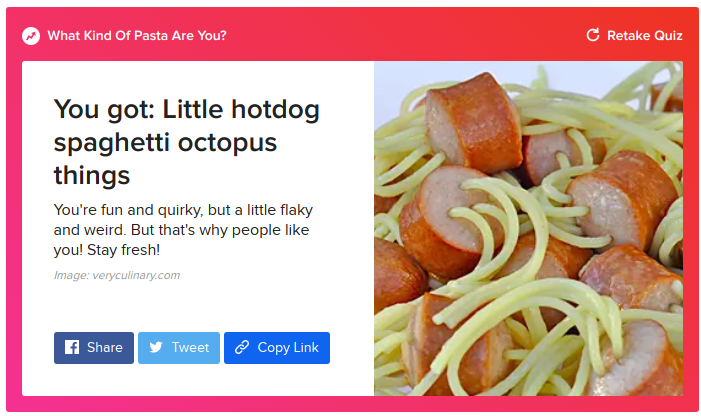 What Kind Of Pasta Are You?
Retake Quiz
You got: Little hotdog
spaghetti octopus
things
You're fun and quirky, but a little flaky
and weird. But that's why people like
you! Stay fresh!
Image: veryculinary.com
Share
Tweet
Copy Link